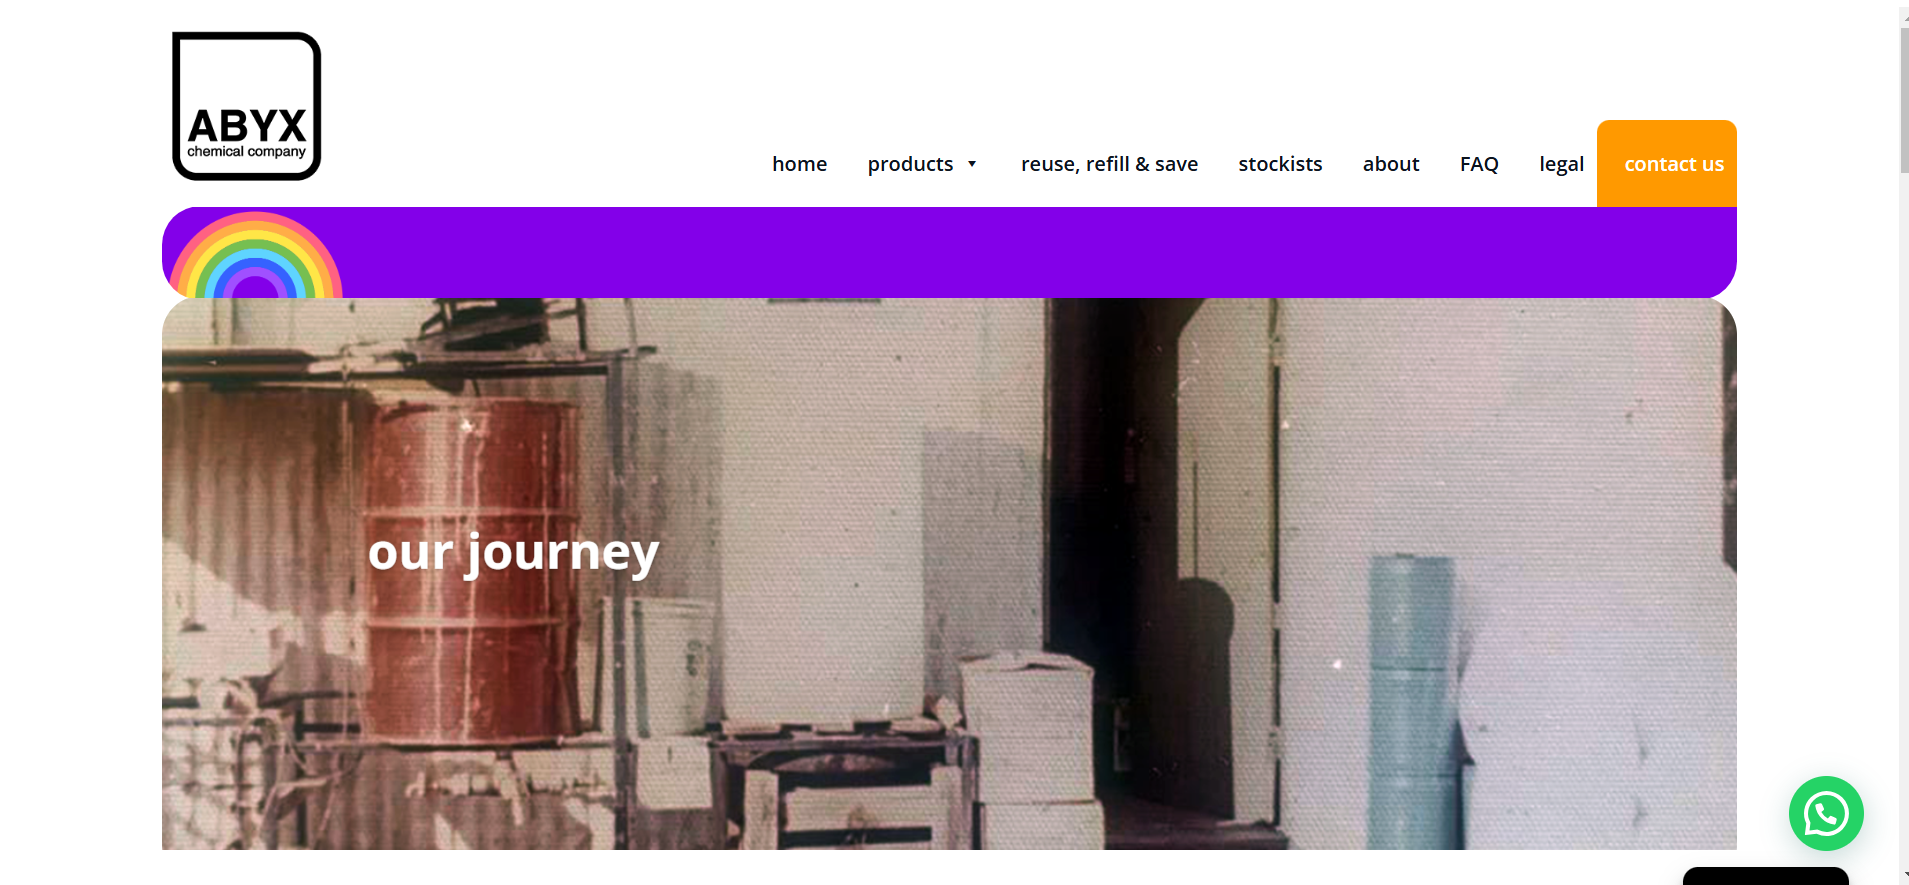 ABYX
chemical company
home products reuse, refill & save stockists about FAQ legal contact us
our journey